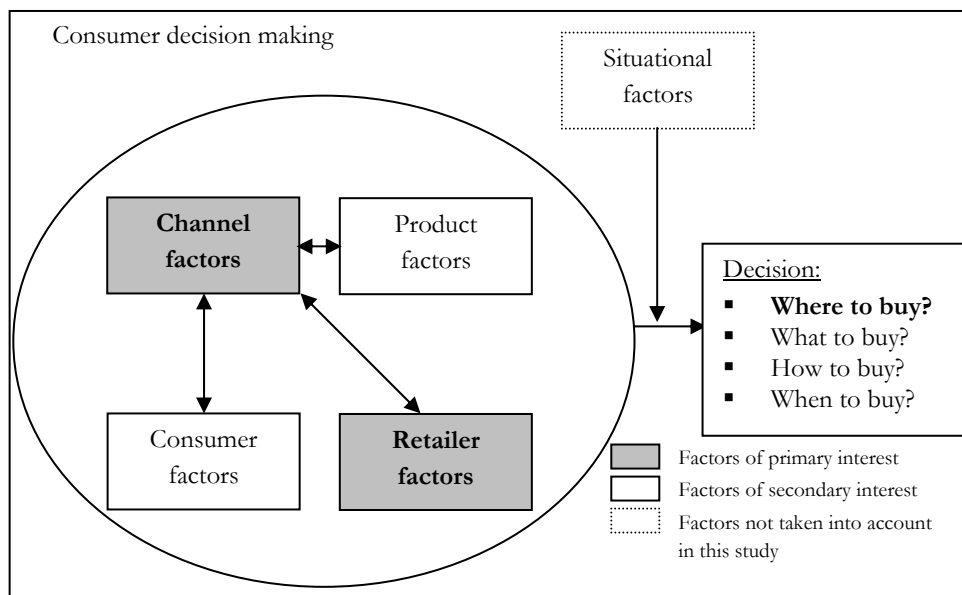 Consumer decision making
Situational
factors
Channel
factors
Product
factors
Decision:
▪ Where to buy?
▪ What to buy?
▪ How to buy?
▪ When to buy?
Consumer
factors
Retailer
factors
Factors of primary interest
Factors of secondary interest
Factors not taken into account
in this study